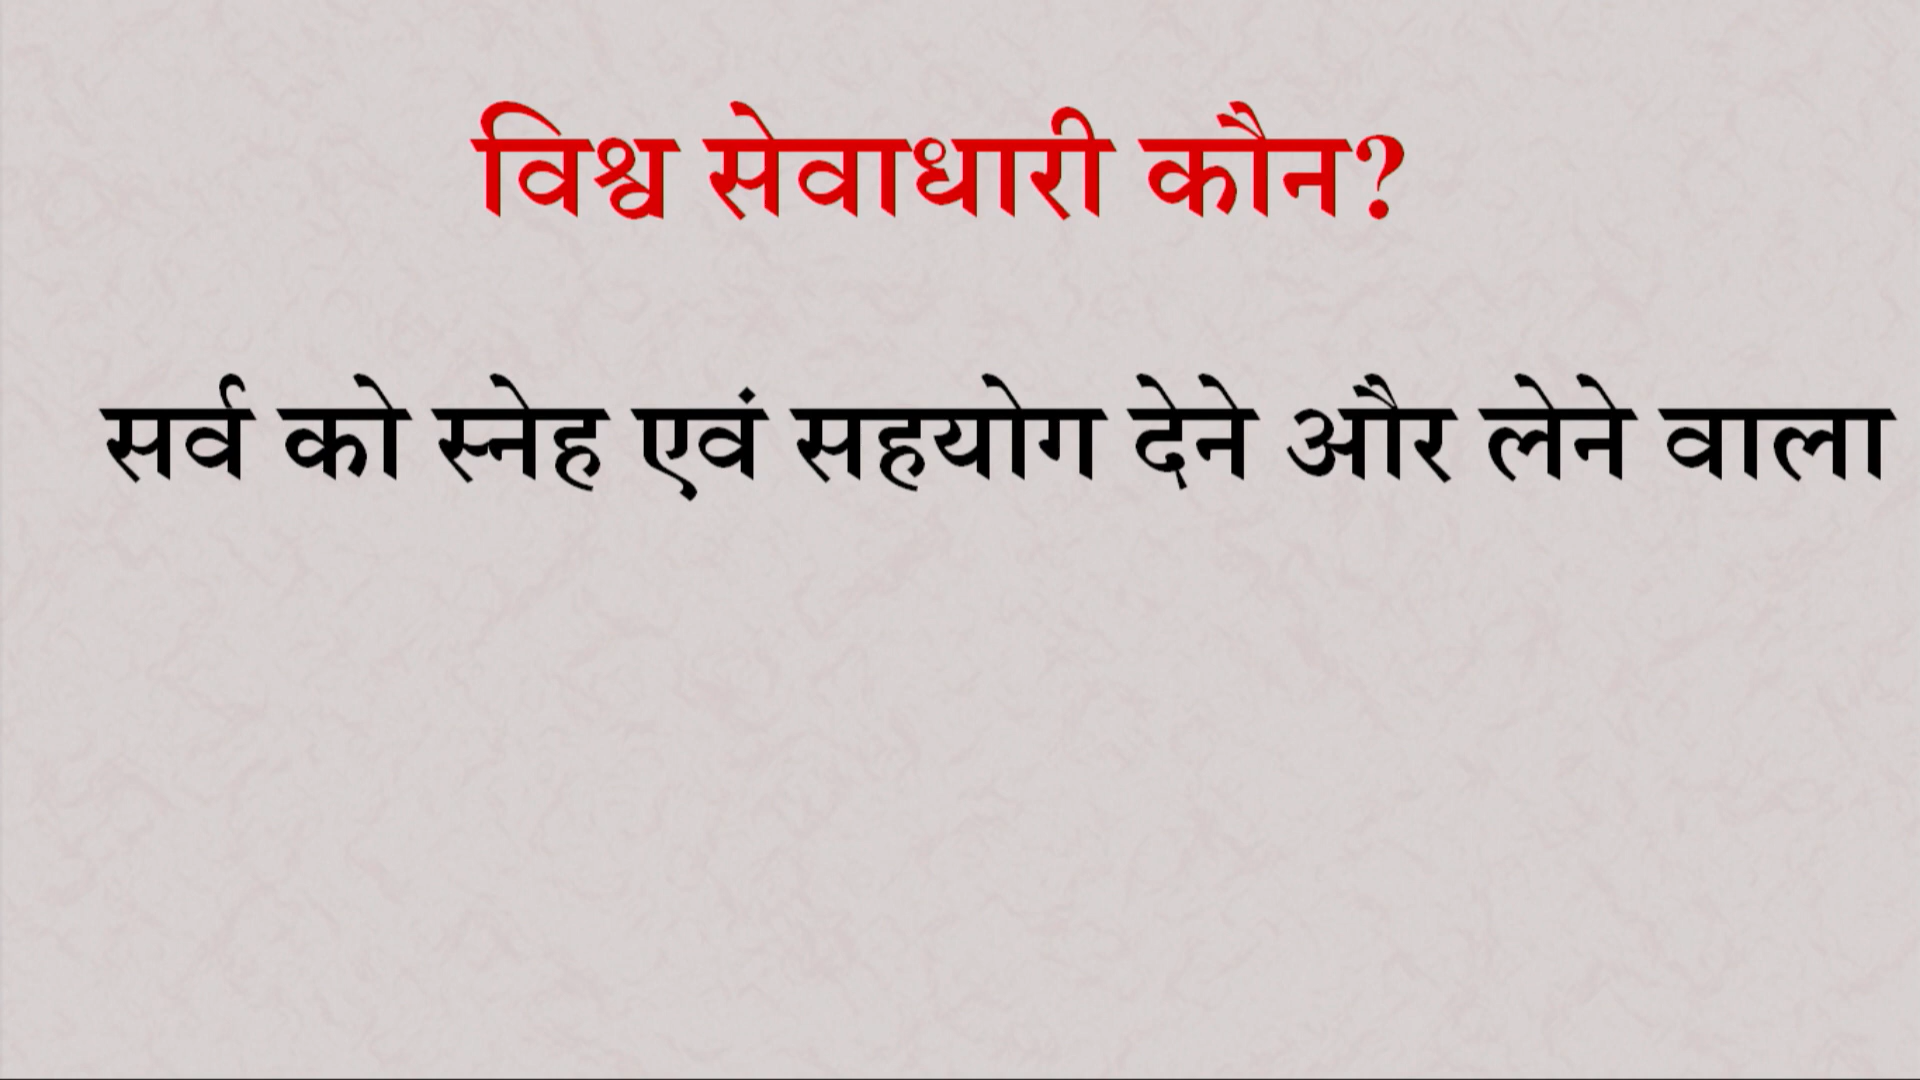 विश्व सेवाधारी कौन?
सर्व को स्नेह एवं सहयोग देने और लेने वाला